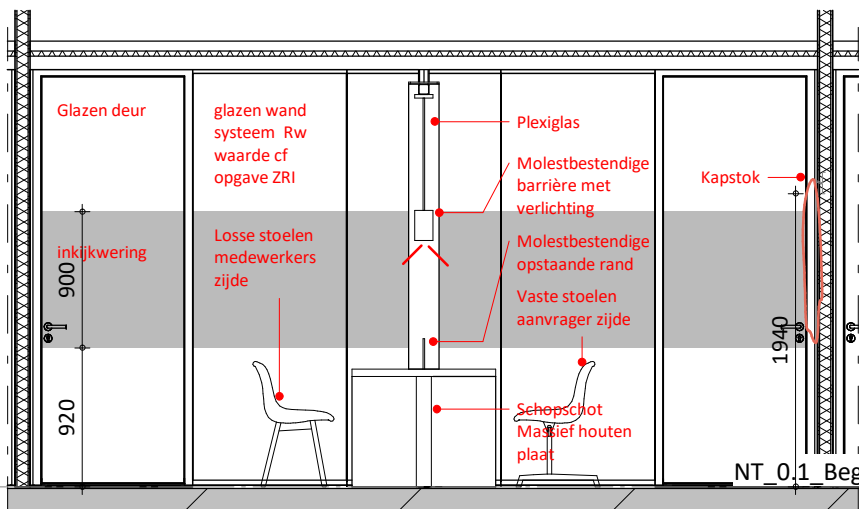 Glazen deur
glazen wand
systeem Rw
waarde cf
opgave ZRI
Plexiglas
Molestbestendige
barrière met
verlichting
Kapstok
inkijkwering
Losse stoelen
medewerkers
zijde
Molestbestendige
opstaande rand
Vaste stoelen
aanvrager zijde
900
920
1940
Schopschot
Massief houten
plaat
NT_0.1_Beg